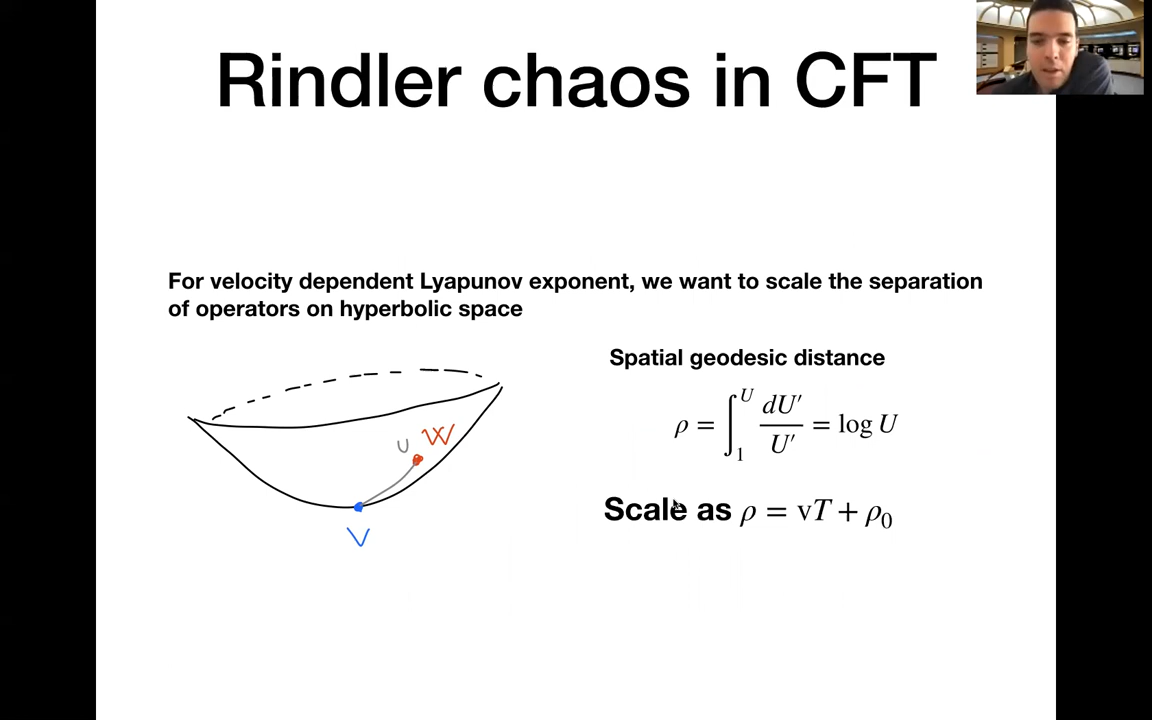 Rindler chaos in CFT
For velocity dependent Lyapunov exponent, we want to scale the separation
of operators on hyperbolic space
Spatial geodesic distance
ρ = ∫₁ᵁ dU′/U′ = log U
U W
V
Scale as ρ = vT + ρ₀